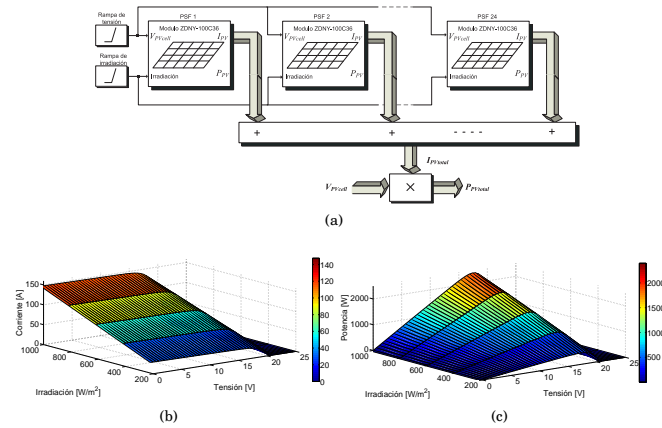 Rampa de
tensión
Rampa de
irradiación
PSF 1
Modulo ZDNY-100C36
V_PVcell
I_PV
P_PV
Irradiación
PSF 2
Modulo ZDNY-100C36
V_PVcell
I_PV
P_PV
Irradiación
PSF 24
Modulo ZDNY-100C36
V_PVcell
I_PV
P_PV
Irradiación
+ + - - - - +
I_PVtotal
V_PVcell
×
P_PVtotal
(a)
Corriente [A]
150
100
50
0
1000
800
600
400
200
Irradiación [W/m²]
0
5
10
15
20
25
Tensión [V]
140
120
100
80
60
40
20
0
(b)
Potencia [W]
2000
1000
0
1000
800
600
400
200
Irradiación [W/m²]
0
5
10
15
20
25
Tensión [V]
2000
1500
1000
500
(c)